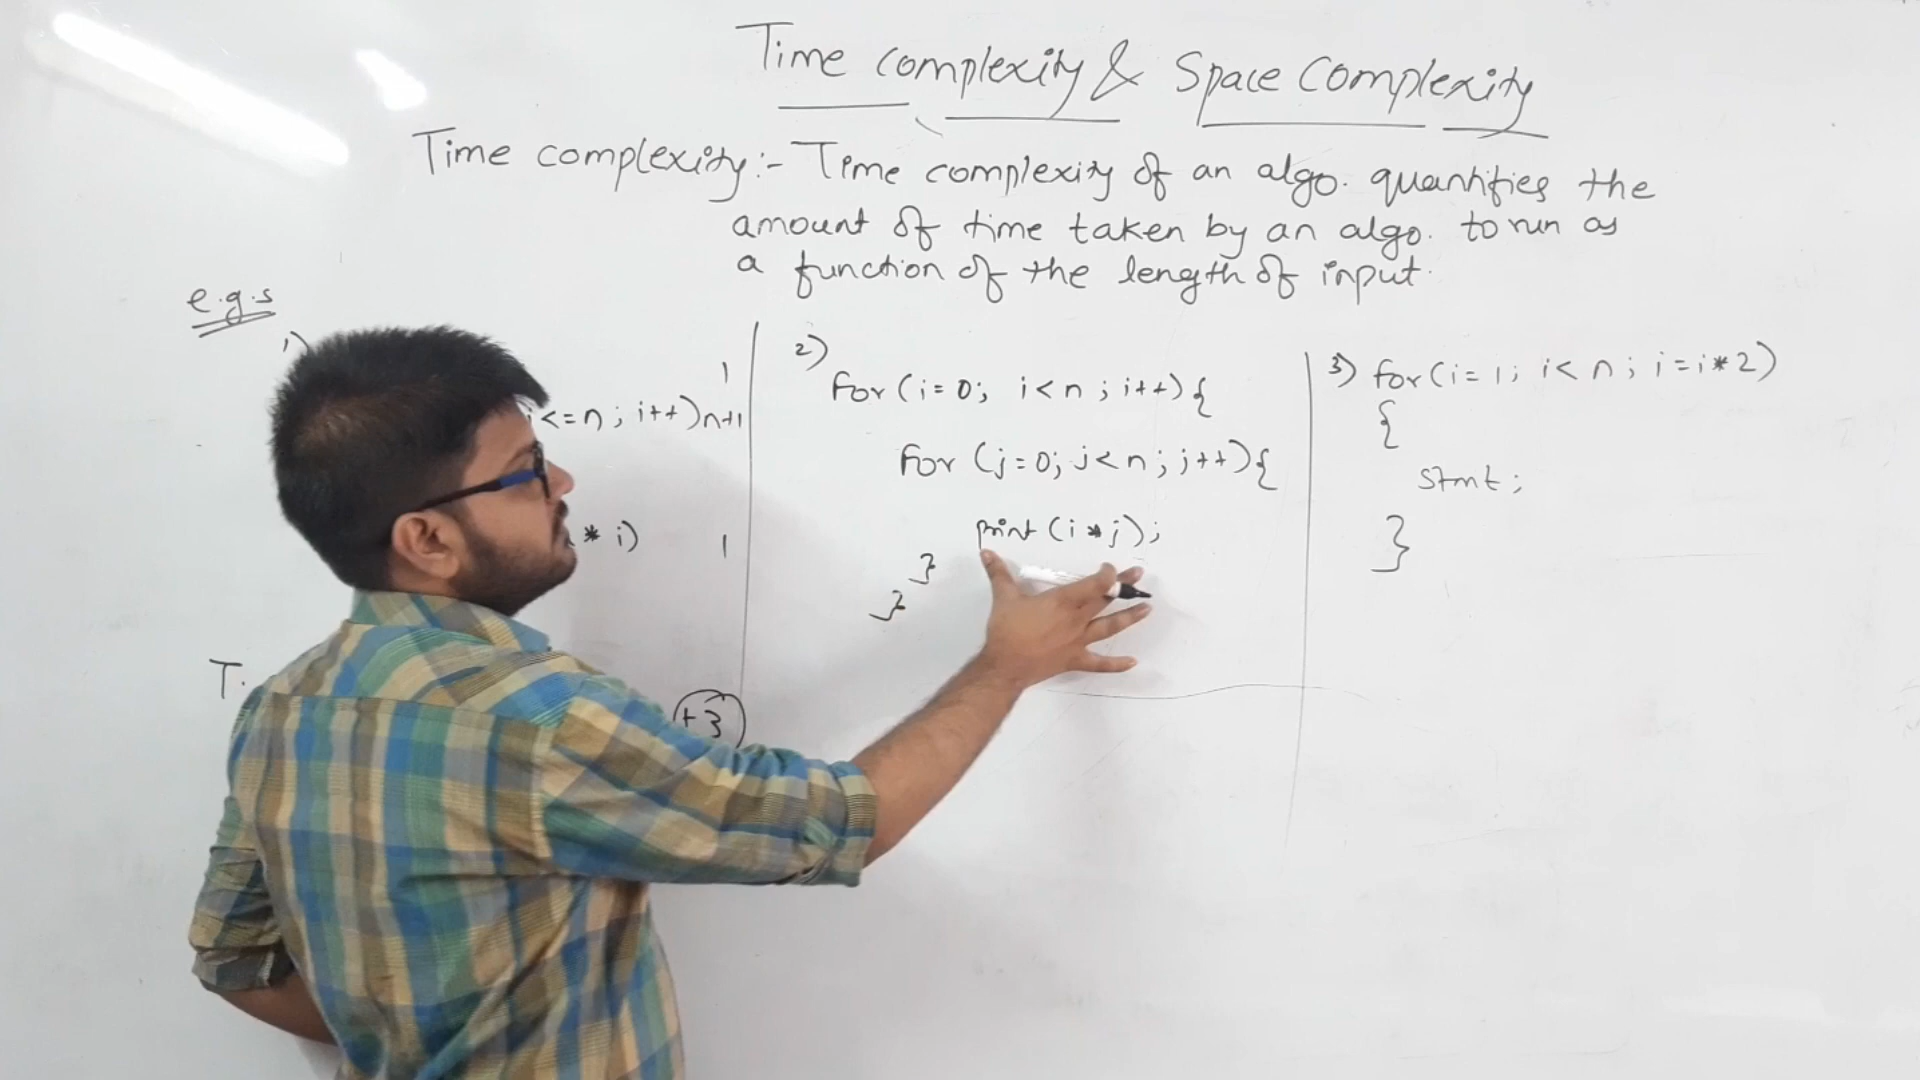 Time complexity & Space Complexity
Time complexity:- Time complexity of an algo. quantifies the
amount of time taken by an algo. to run as
a function of the length of input.
e.g.s
1)
1
<=n; i++) n+1
* i) 1
T.
+3
2)
for (i=0; i<n; i++){
for (j=0; j<n; j++){
print (i*j);
}
}
3) for(i=1; i<n; i=i*2)
{
stmt;
}